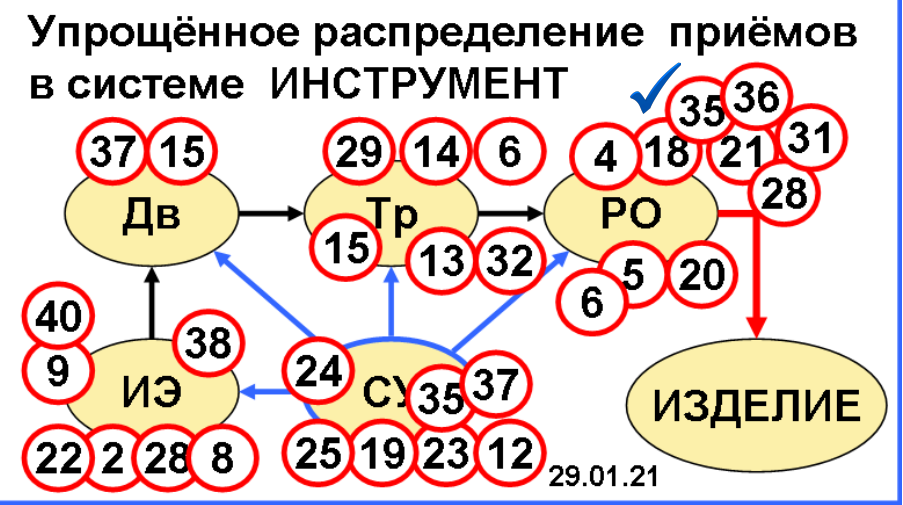 Упрощённое распределение приёмов
в системе ИНСТРУМЕНТ
35 36
37 15 29 14 6 4 18 21 31
28
Дв Тр РО
15 13 32 5 20
6
40
38
9 24 37
ИЭ СУ 35 ИЗДЕЛИЕ
22 2 28 8 25 19 23 12
29.01.21